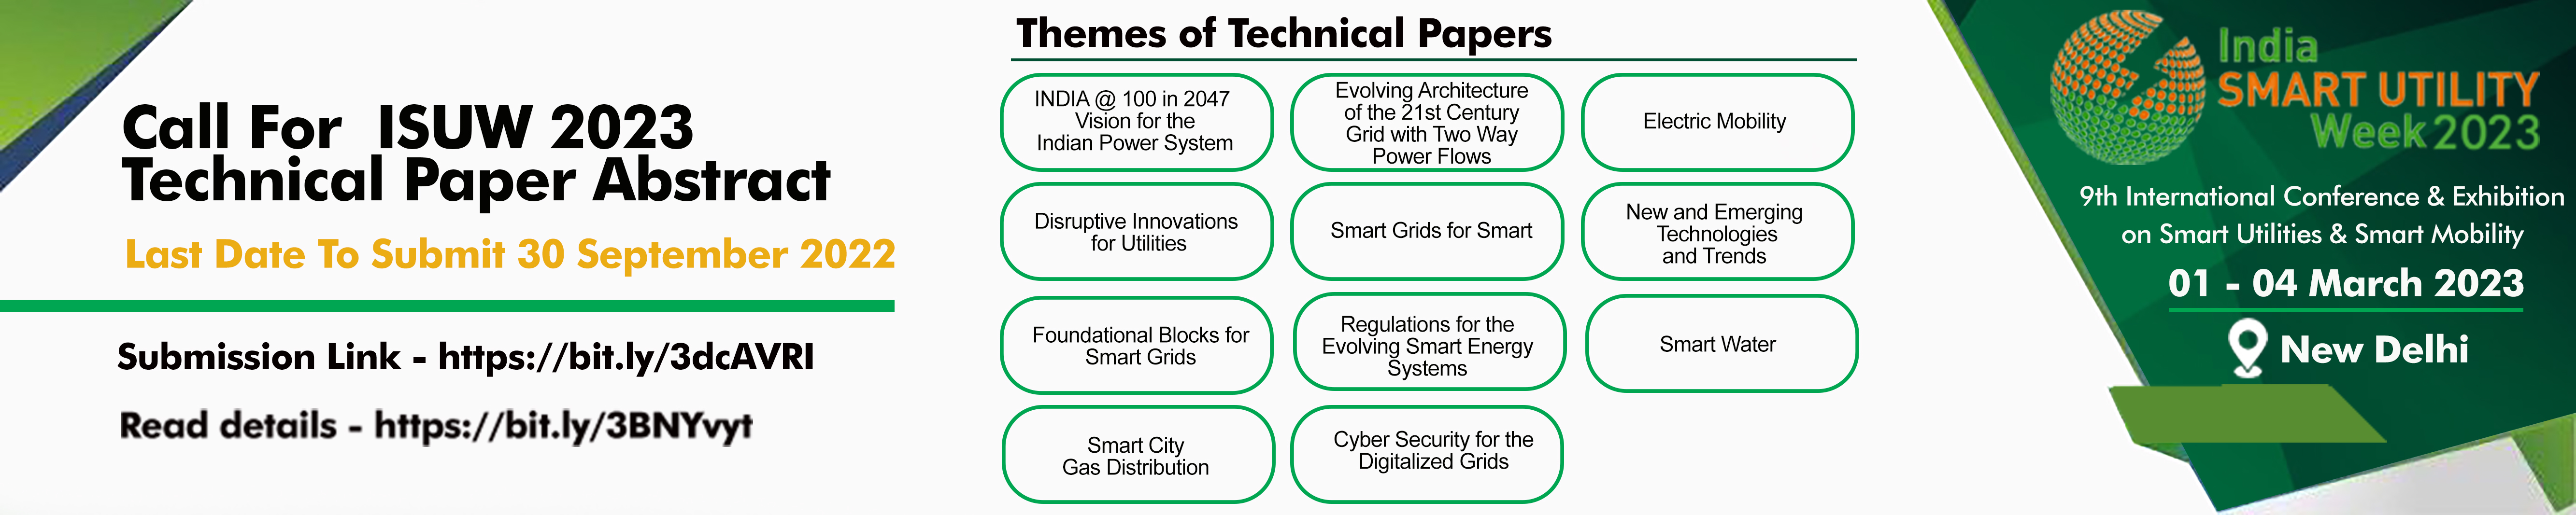 Call For ISUW 2023
Technical Paper Abstract
Last Date To Submit 30 September 2022
Submission Link - https://bit.ly/3dcAVRI
Read details - https://bit.ly/3BNYvyt
Themes of Technical Papers
INDIA @ 100 in 2047
Vision for the
Indian Power System
Evolving Architecture
of the 21st Century
Grid with Two Way
Power Flows
Electric Mobility
Disruptive Innovations
for Utilities
Smart Grids for Smart
New and Emerging
Technologies
and Trends
Foundational Blocks for
Smart Grids
Regulations for the
Evolving Smart Energy
Systems
Smart Water
Smart City
Gas Distribution
Cyber Security for the
Digitalized Grids
India
SMART UTILITY
Week 2023
9th International Conference & Exhibition
on Smart Utilities & Smart Mobility
01 - 04 March 2023
New Delhi